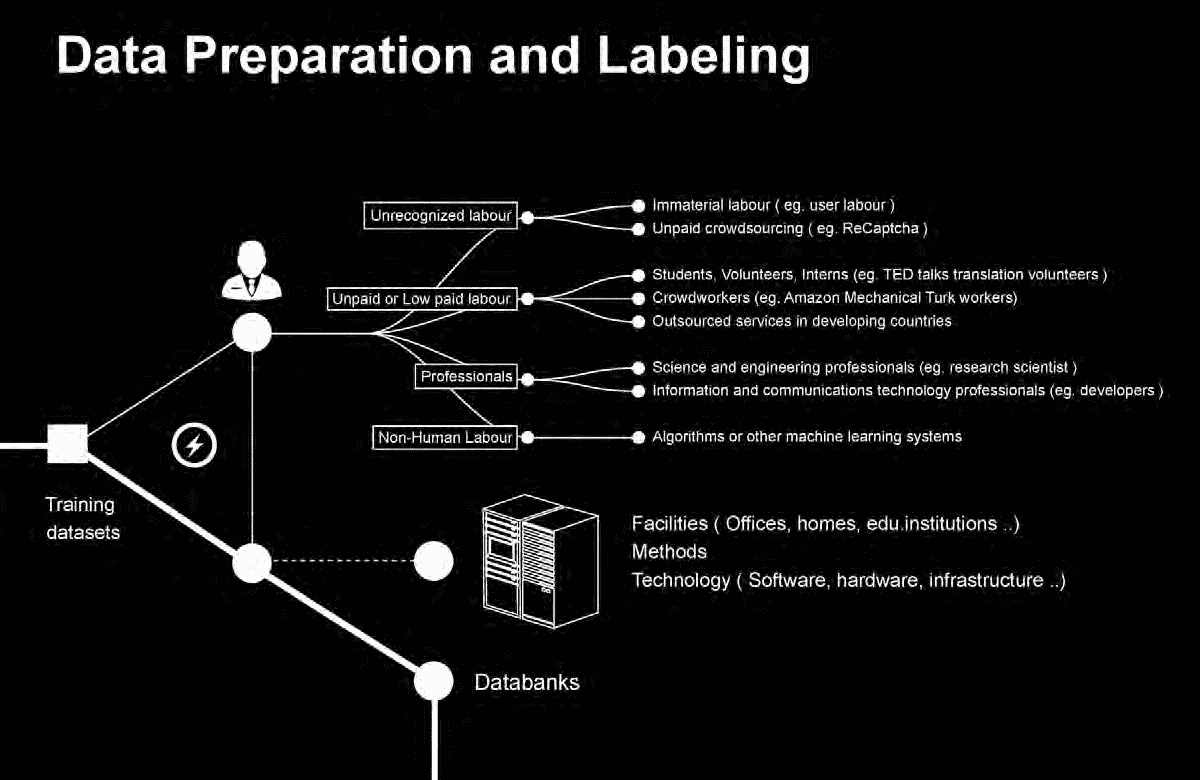 Data Preparation and Labeling
Unrecognized labour
Immaterial labour ( eg. user labour )
Unpaid crowdsourcing ( eg. ReCaptcha )
Unpaid or Low paid labour
Students, Volunteers, Interns (eg. TED talks translation volunteers )
Crowdworkers (eg. Amazon Mechanical Turk workers)
Outsourced services in developing countries
Professionals
Science and engineering professionals (eg. research scientist )
Information and communications technology professionals (eg. developers )
Non-Human Labour
Algorithms or other machine learning systems
Training
datasets
Facilities ( Offices, homes, edu.institutions ..)
Methods
Technology ( Software, hardware, infrastructure ..)
Databanks